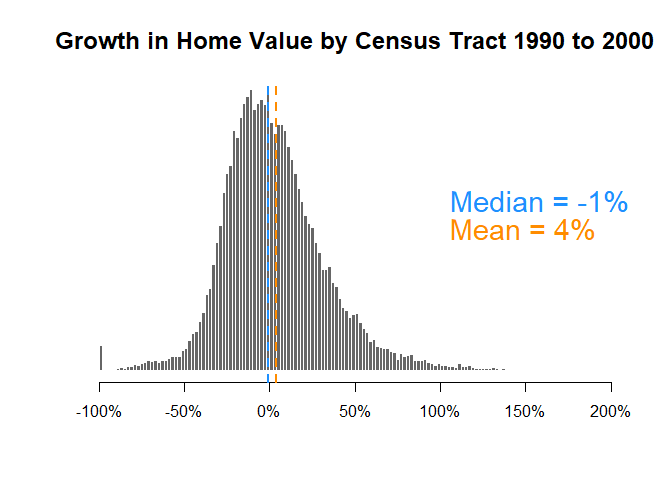 Growth in Home Value by Census Tract 1990 to 2000
Median = -1%
Mean = 4%
-100% -50% 0% 50% 100% 150% 200%